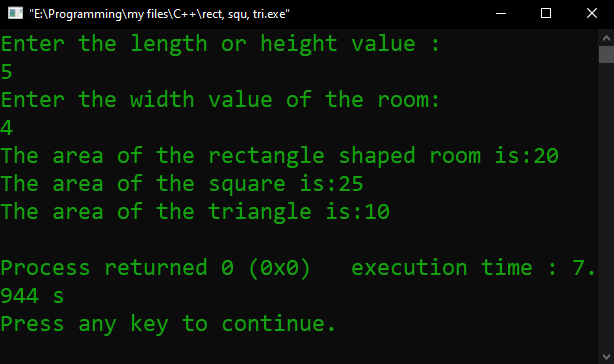 "E:\Programming\my files\C++\rect, squ, tri.exe"
Enter the length or height value :
5
Enter the width value of the room:
4
The area of the rectangle shaped room is:20
The area of the square is:25
The area of the triangle is:10
Process returned 0 (0x0)   execution time : 7.
944 s
Press any key to continue.